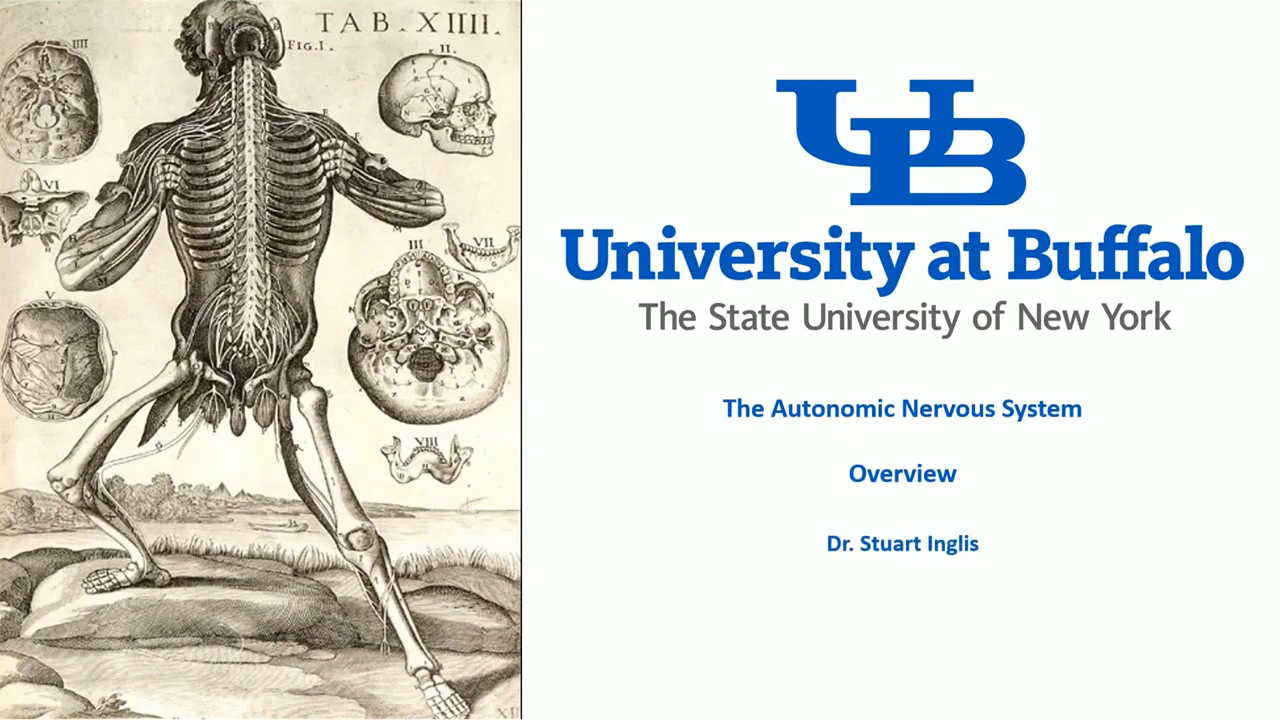 TAB. XIIII.
FIG. I.
IIII
II.
VI
III
VII
V
VIII
UB
University at Buffalo
The State University of New York
The Autonomic Nervous System
Overview
Dr. Stuart Inglis